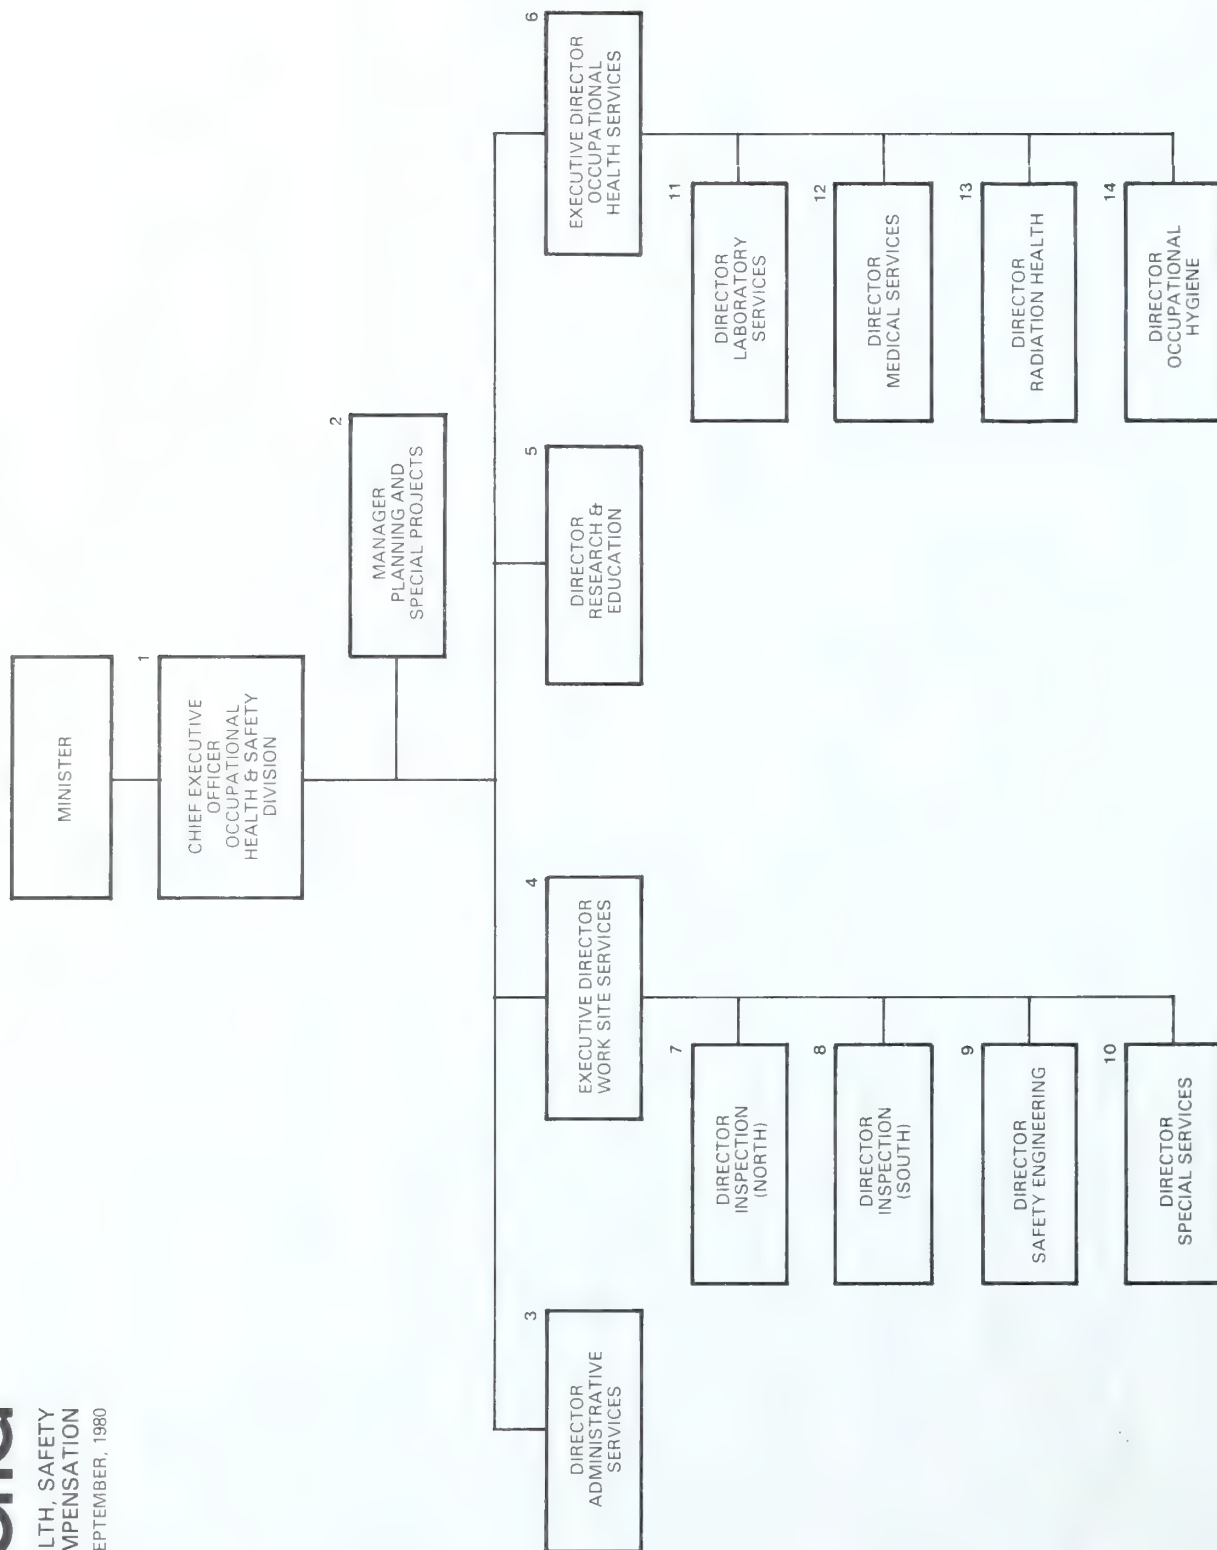 LTH, SAFETY
MPENSATION
EPTEMBER, 1980
MINISTER
1
CHIEF EXECUTIVE
OFFICER
OCCUPATIONAL
HEALTH & SAFETY
DIVISION
2
MANAGER
PLANNING AND
SPECIAL PROJECTS
3
DIRECTOR
ADMINISTRATIVE
SERVICES
4
EXECUTIVE DIRECTOR
WORK SITE SERVICES
5
DIRECTOR
RESEARCH &
EDUCATION
6
EXECUTIVE DIRECTOR
OCCUPATIONAL
HEALTH SERVICES
7
DIRECTOR
INSPECTION
(NORTH)
8
DIRECTOR
INSPECTION
(SOUTH)
9
DIRECTOR
SAFETY ENGINEERING
10
DIRECTOR
SPECIAL SERVICES
11
DIRECTOR
LABORATORY
SERVICES
12
DIRECTOR
MEDICAL SERVICES
13
DIRECTOR
RADIATION HEALTH
14
DIRECTOR
OCCUPATIONAL
HYGIENE